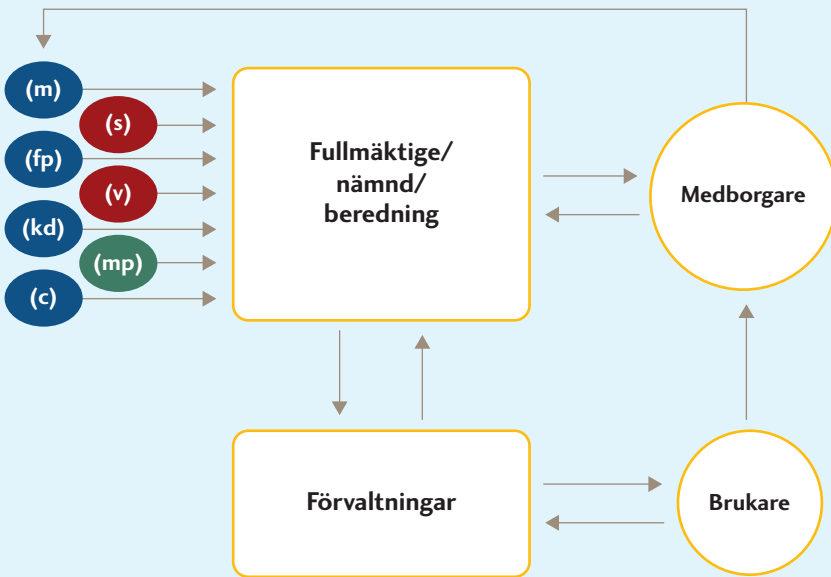 (m)
(s)
(fp)
(v)
(kd)
(mp)
(c)
Fullmäktige/
nämnd/
beredning
Medborgare
Förvaltningar
Brukare